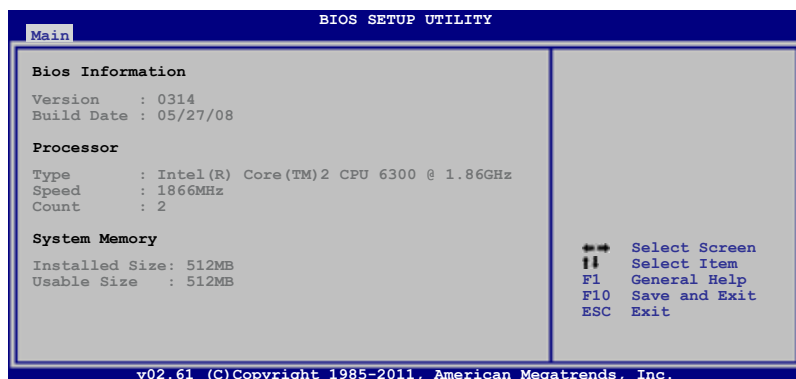 BIOS SETUP UTILITY
Main
Bios Information
Version : 0314
Build Date : 05/27/08
Processor
Type : Intel(R) Core(TM)2 CPU 6300 @ 1.86GHz
Speed : 1866MHz
Count : 2
System Memory
Installed Size: 512MB
Usable Size : 512MB
←→ Select Screen
↑↓ Select Item
F1 General Help
F10 Save and Exit
ESC Exit
v02.61 (C)Copyright 1985-2011, American Megatrends, Inc.